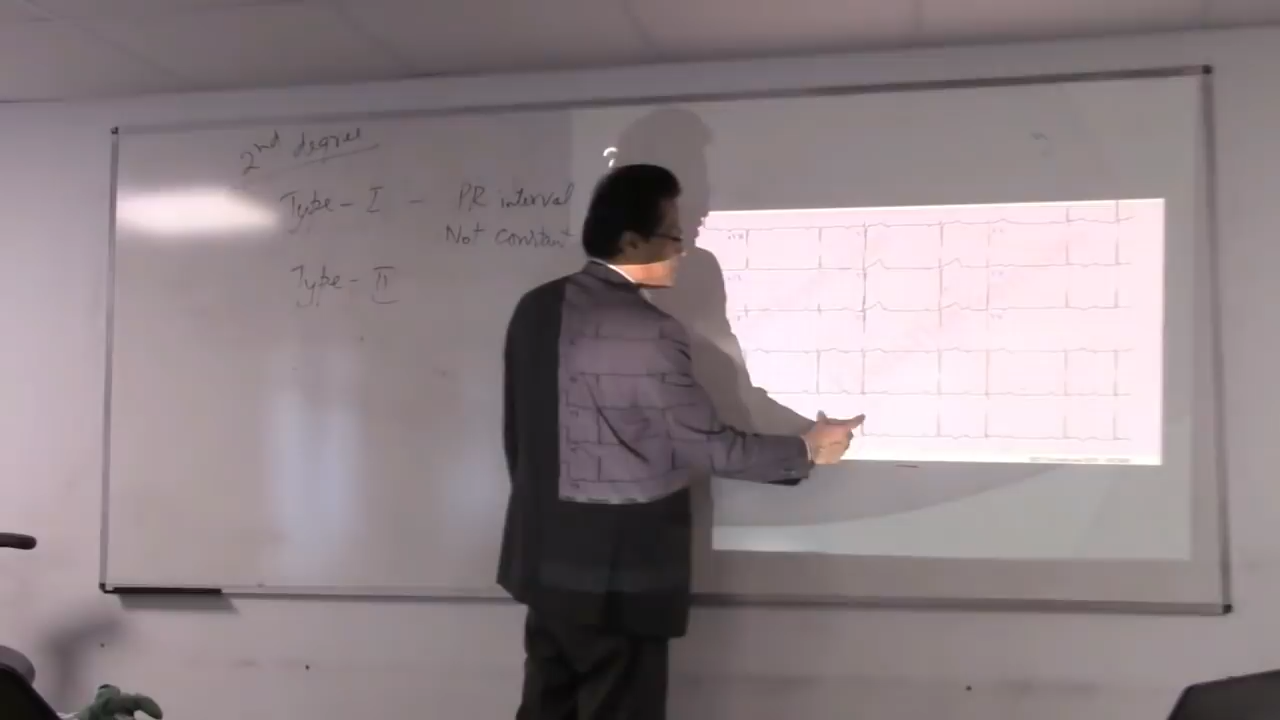 2nd degree
Type - I - PR interval
Not constant
Type - II